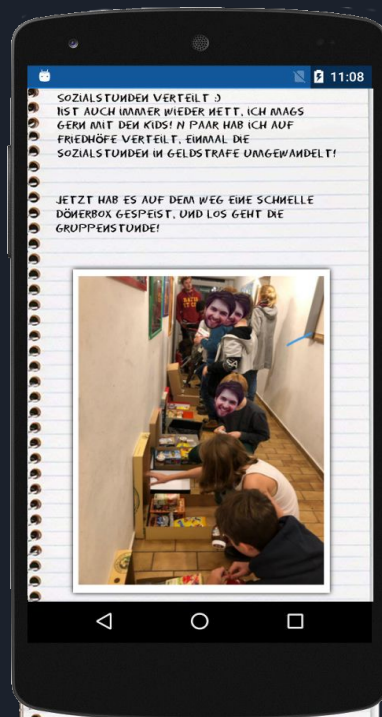 11:08
SOZIALSTUNDEN VERTEILT :)
IIST AUCH IMMER WIEDER NETT, ICH MAGS
GERN MIT DEN KIDS! N PAAR HAB ICH AUF
FRIEDHÖFE VERTEILT, EINMAL DIE
SOZIALSTUNDEN IN GELDSTRAFE UMGEWANDELT!
JETZT HAB ES AUF DEM WEG EINE SCHNELLE
DÖNERBOX GESPEIST, UND LOS GEHT DIE
GRUPPENSTUNDE!